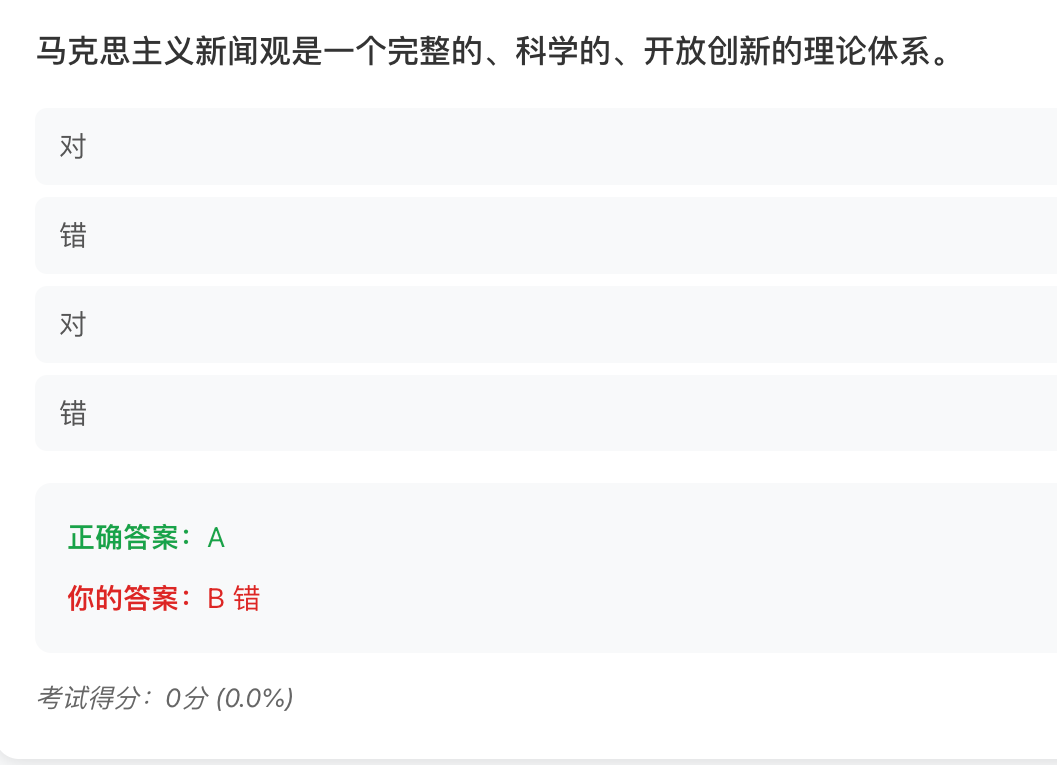 马克思主义新闻观是一个完整的、科学的、开放创新的理论体系。
对
错
对
错
正确答案：A
你的答案：B 错
考试得分：0分 (0.0%)